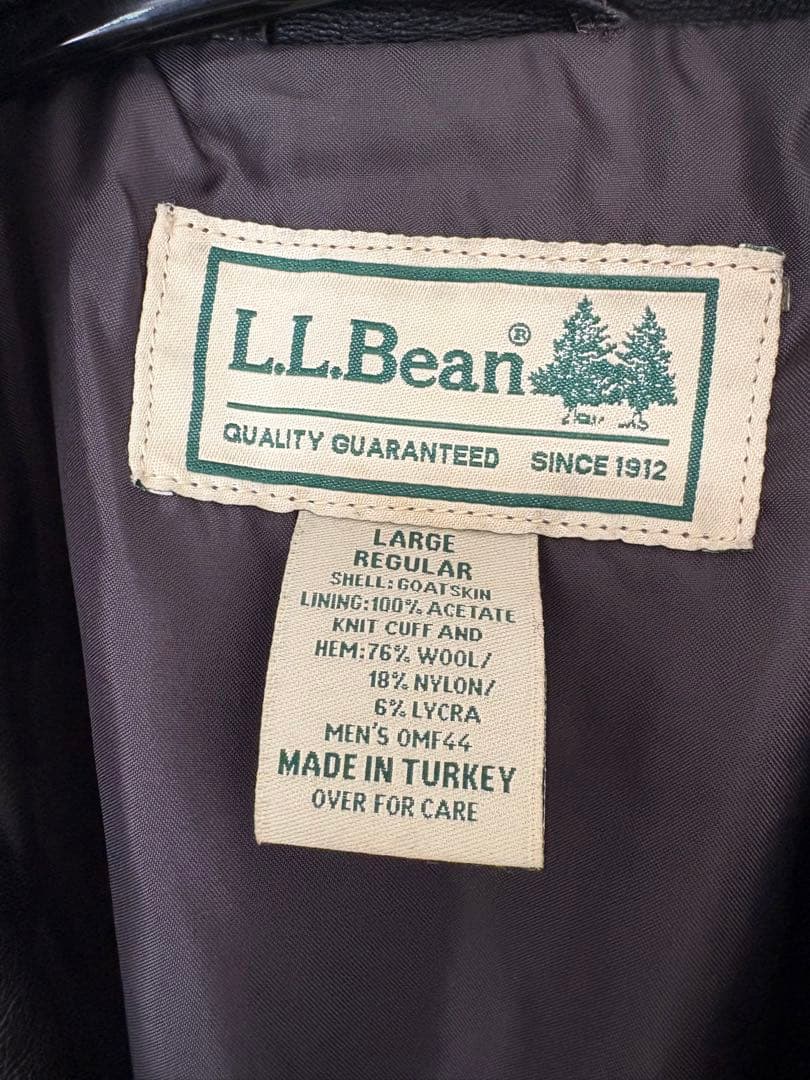 L.L.Bean®
QUALITY GUARANTEED SINCE 1912
LARGE
REGULAR
SHELL: GOATSKIN
LINING: 100% ACETATE
KNIT CUFF AND
HEM: 76% WOOL/
18% NYLON/
6% LYCRA
MEN'S OMF44
MADE IN TURKEY
OVER FOR CARE